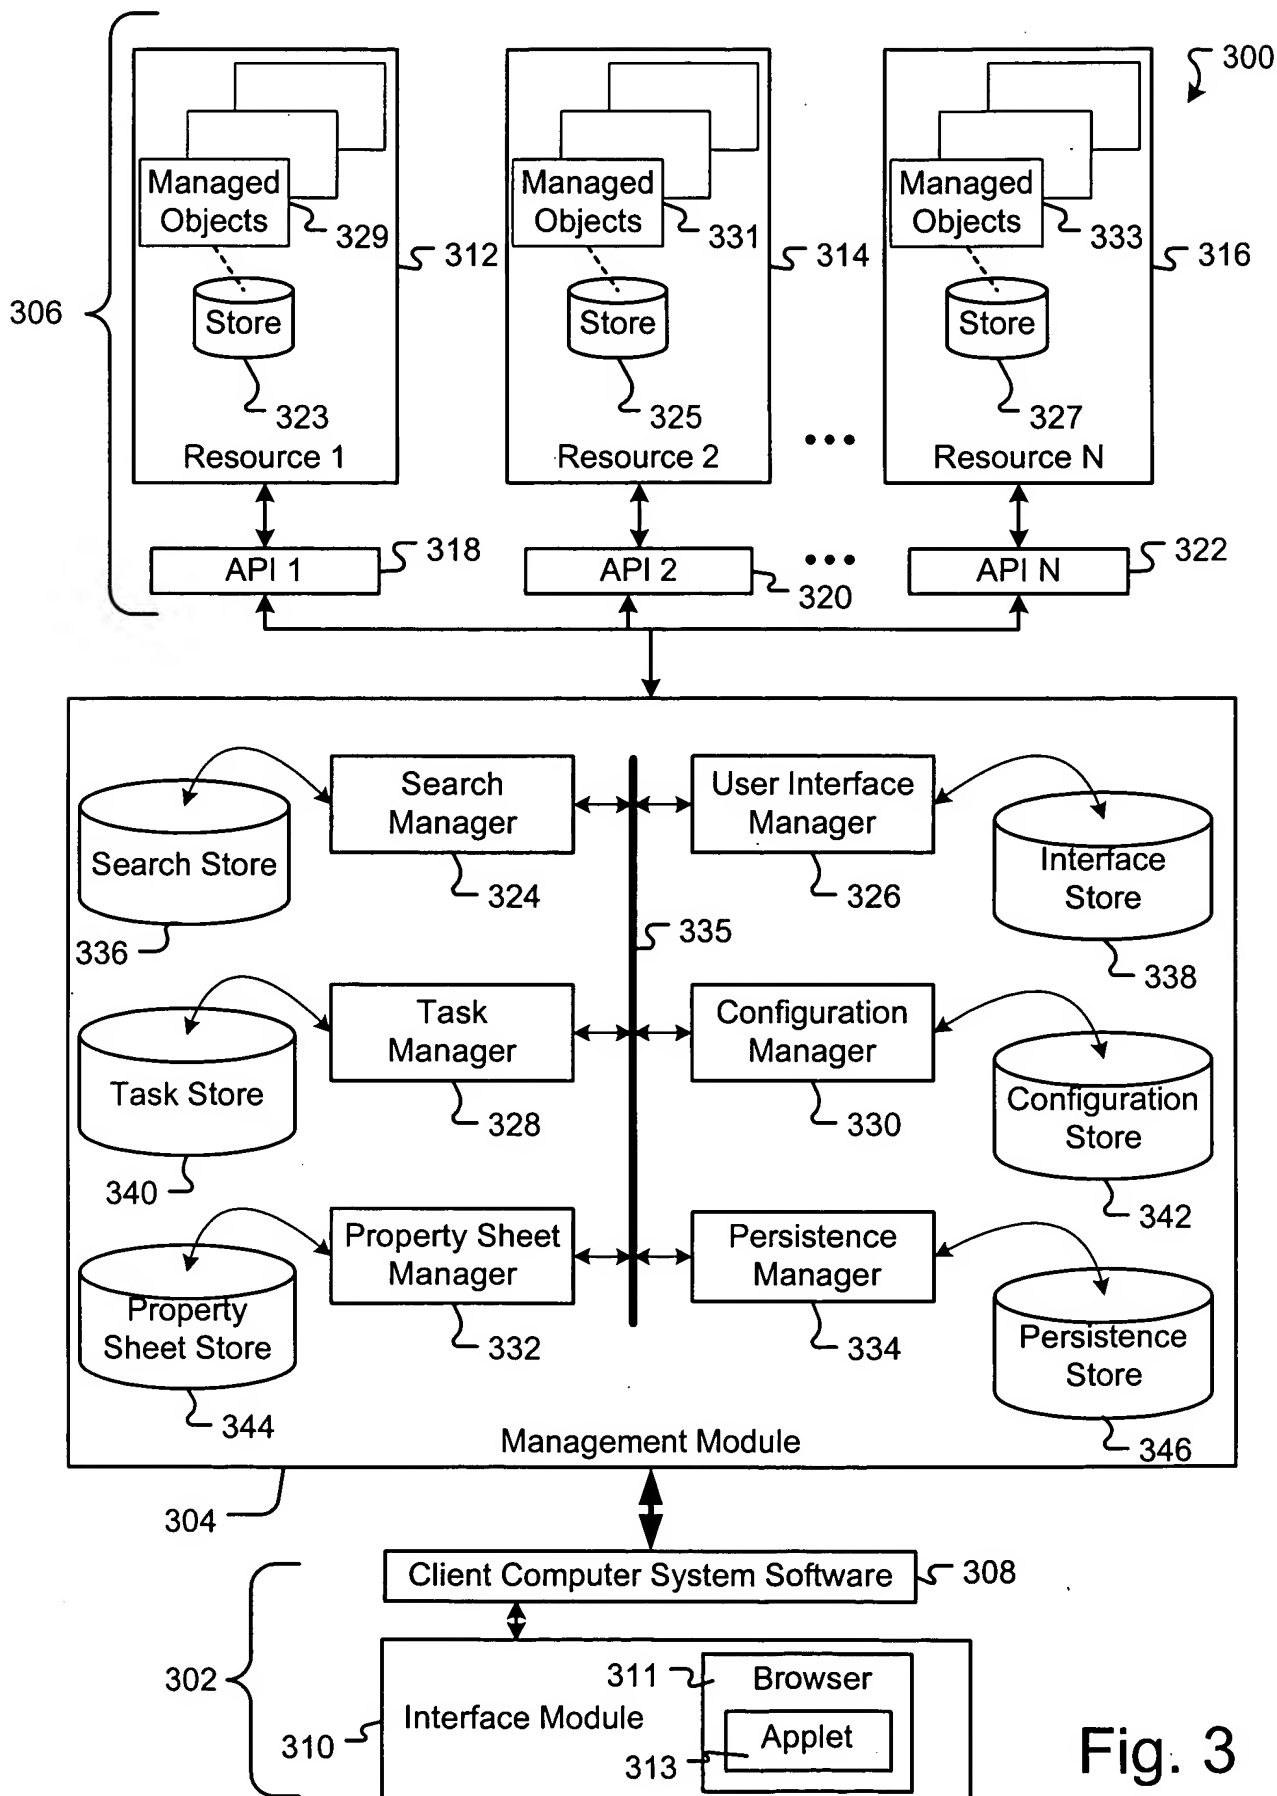 300
Managed
Objects
329
312
Store
323
Resource 1
Managed
Objects
331
314
Store
325
Resource 2
Managed
Objects
333
316
Store
327
Resource N
306
API 1
318
API 2
320
API N
322
Search
Manager
324
Search Store
336
User Interface
Manager
326
Interface
Store
338
335
Task
Manager
328
Task Store
340
Configuration
Manager
330
Configuration
Store
342
Property Sheet
Manager
332
Property
Sheet Store
344
Persistence
Manager
334
Persistence
Store
346
Management Module
304
Client Computer System Software
308
302
Interface Module
310
311
Browser
Applet
313
Fig. 3